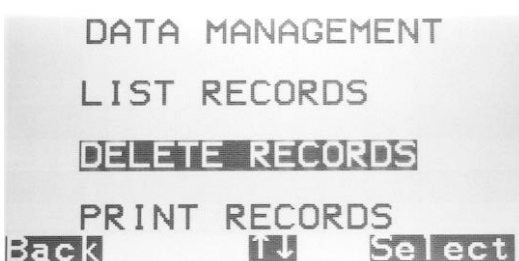 DATA MANAGEMENT
LIST RECORDS
DELETE RECORDS
PRINT RECORDS
Back ↑↓ Select